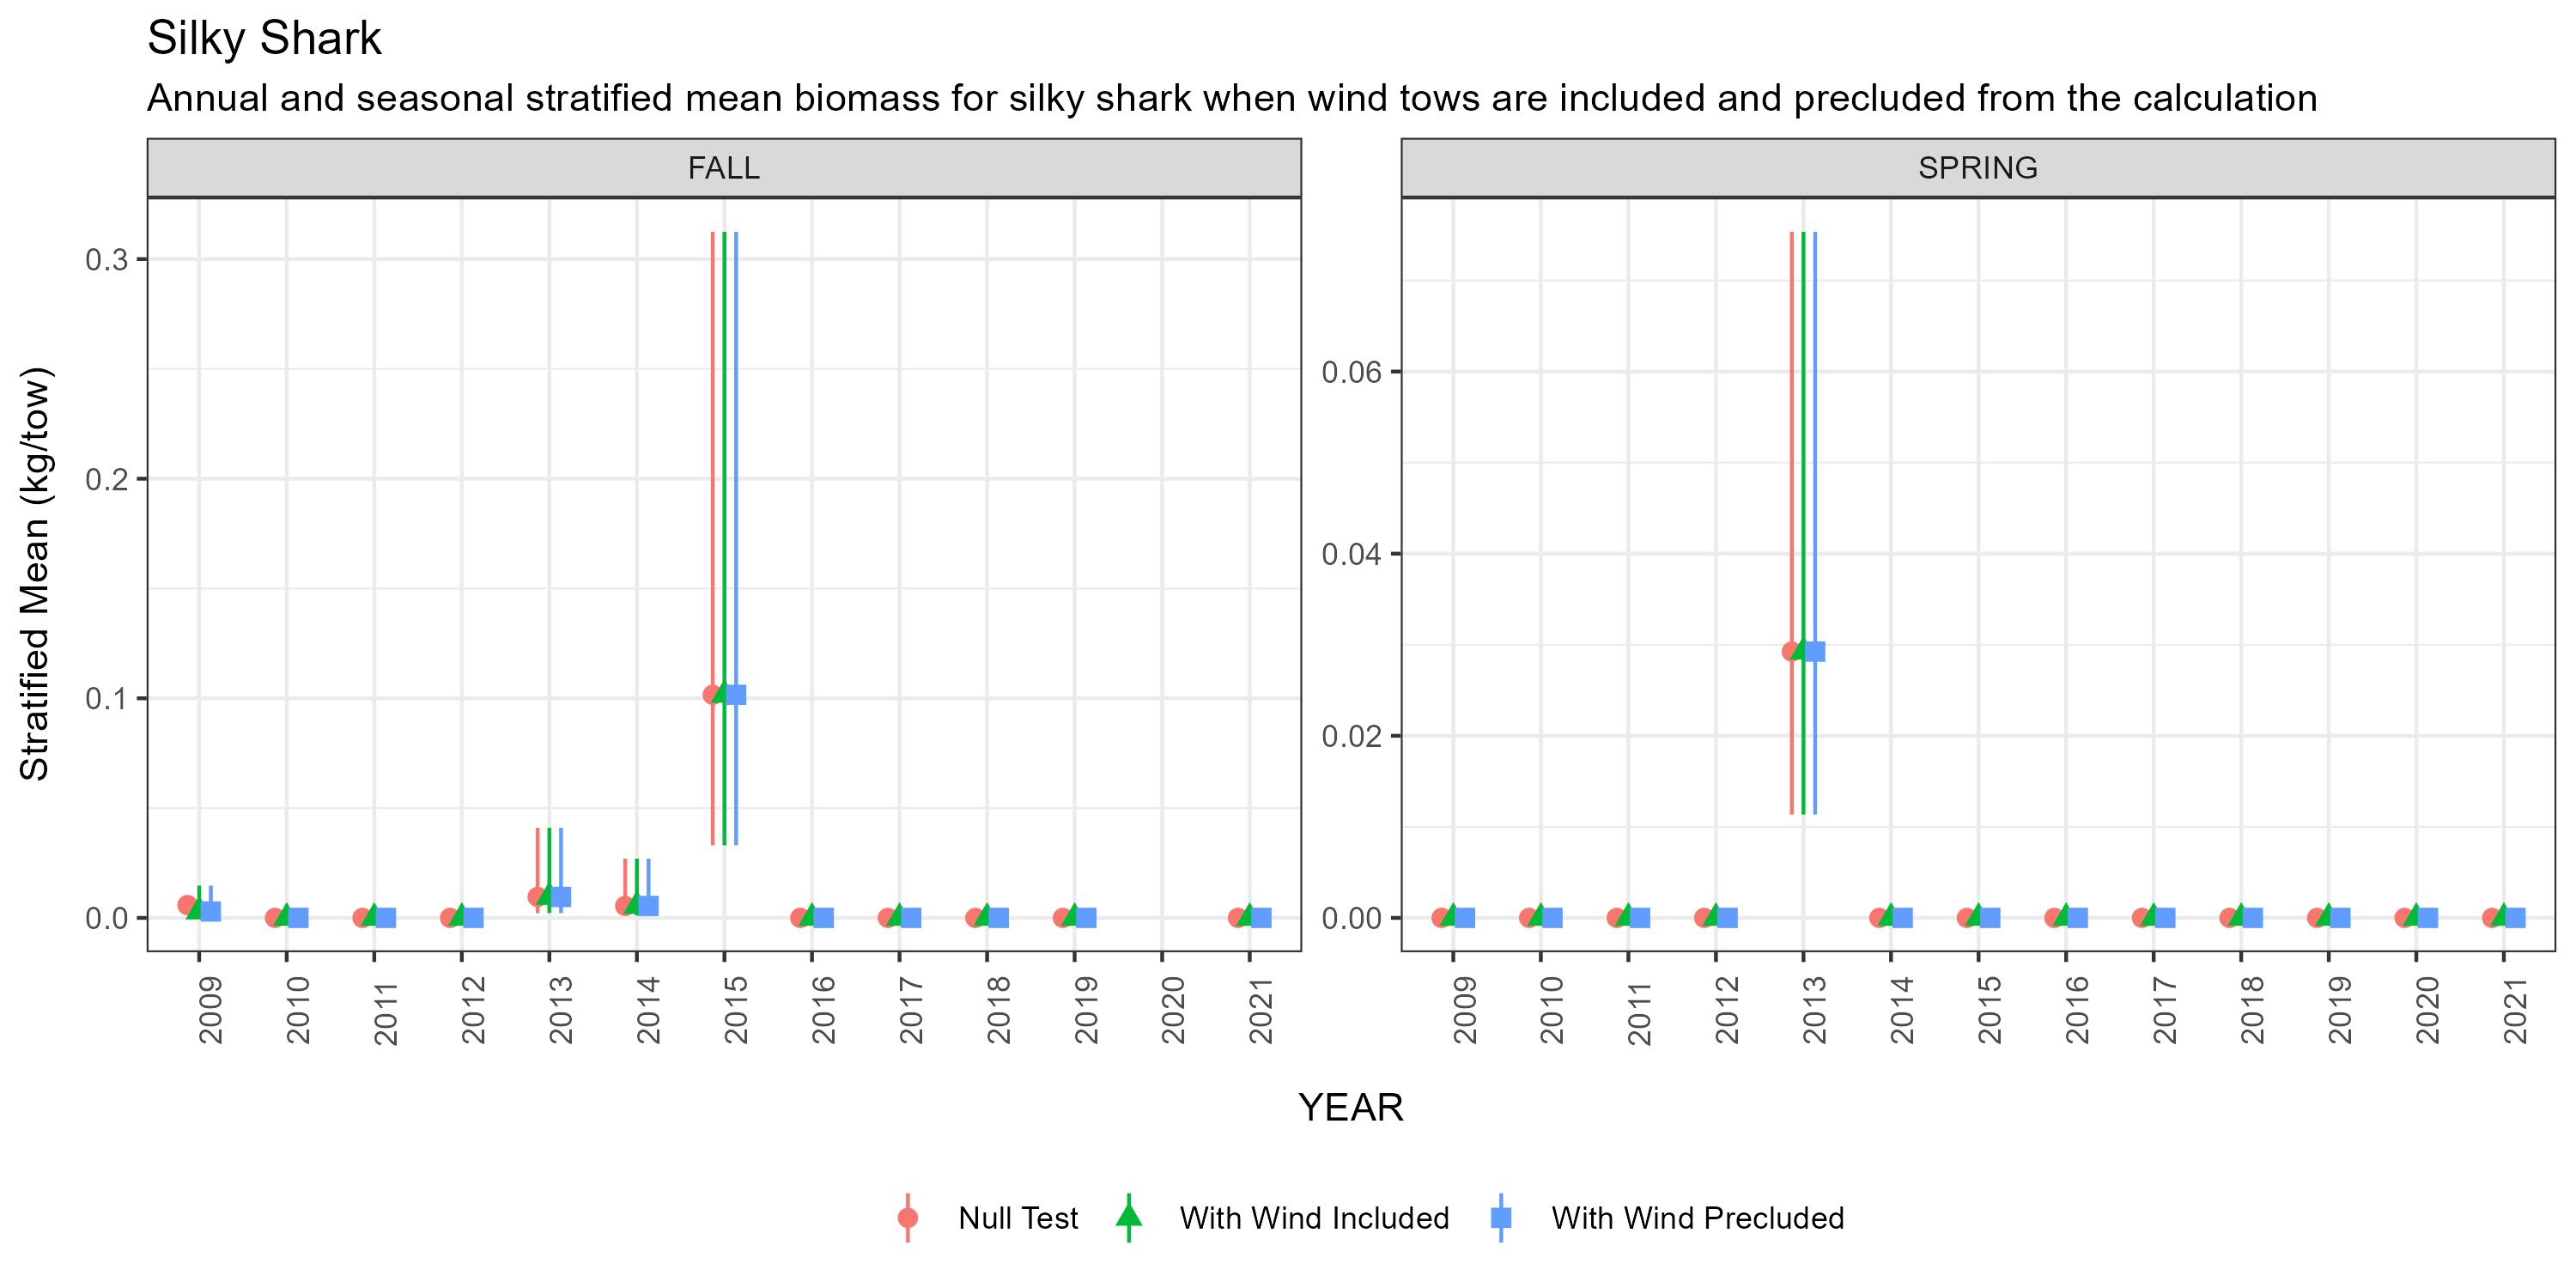 Silky Shark
Annual and seasonal stratified mean biomass for silky shark when wind tows are included and precluded from the calculation
FALL
SPRING
Stratified Mean (kg/tow)
0.3
0.2
0.1
0.0
0.06
0.04
0.02
0.00
2009 2010 2011 2012 2013 2014 2015 2016 2017 2018 2019 2020 2021
2009 2010 2011 2012 2013 2014 2015 2016 2017 2018 2019 2020 2021
YEAR
Null Test With Wind Included With Wind Precluded